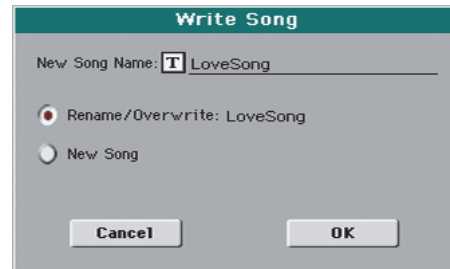 Write Song
New Song Name: T LoveSong
Rename/Overwrite: LoveSong
New Song
Cancel OK